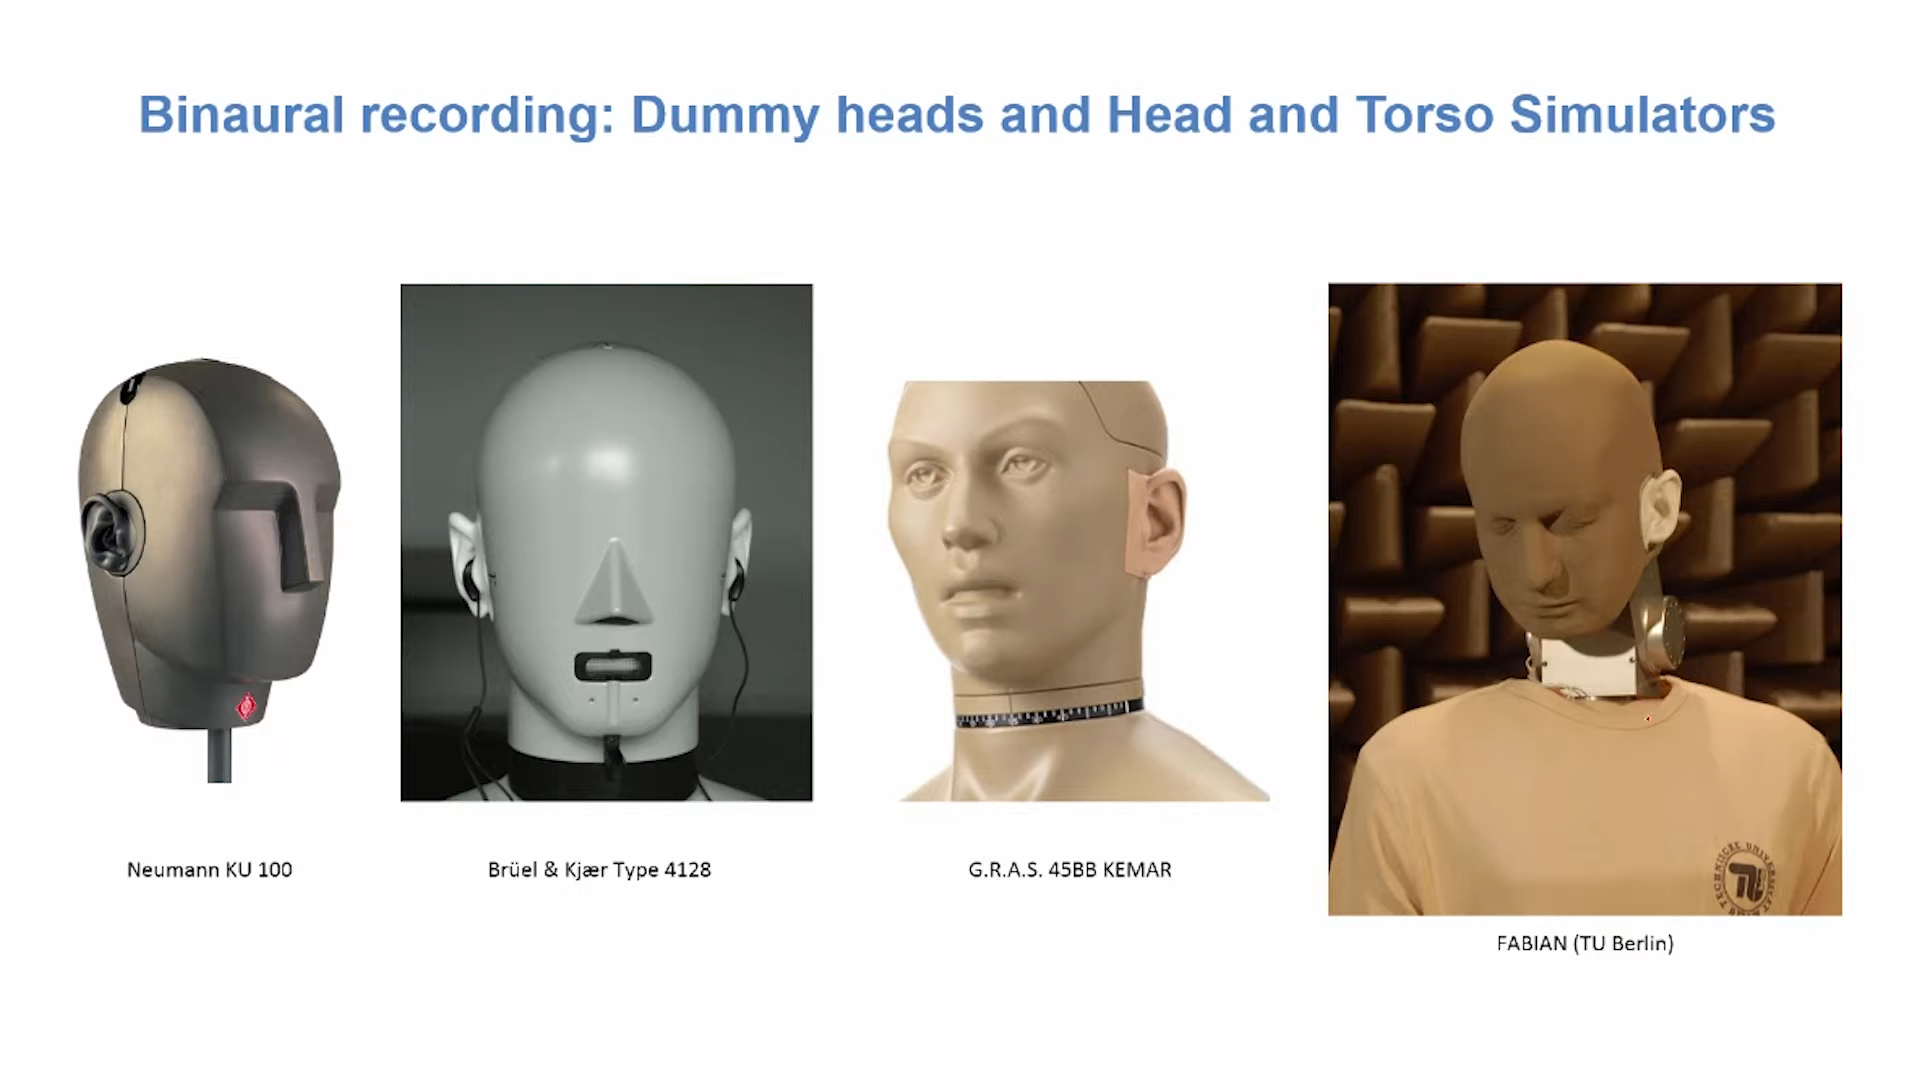 Binaural recording: Dummy heads and Head and Torso Simulators
Neumann KU 100
Brüel & Kjær Type 4128
G.R.A.S. 45BB KEMAR
FABIAN (TU Berlin)